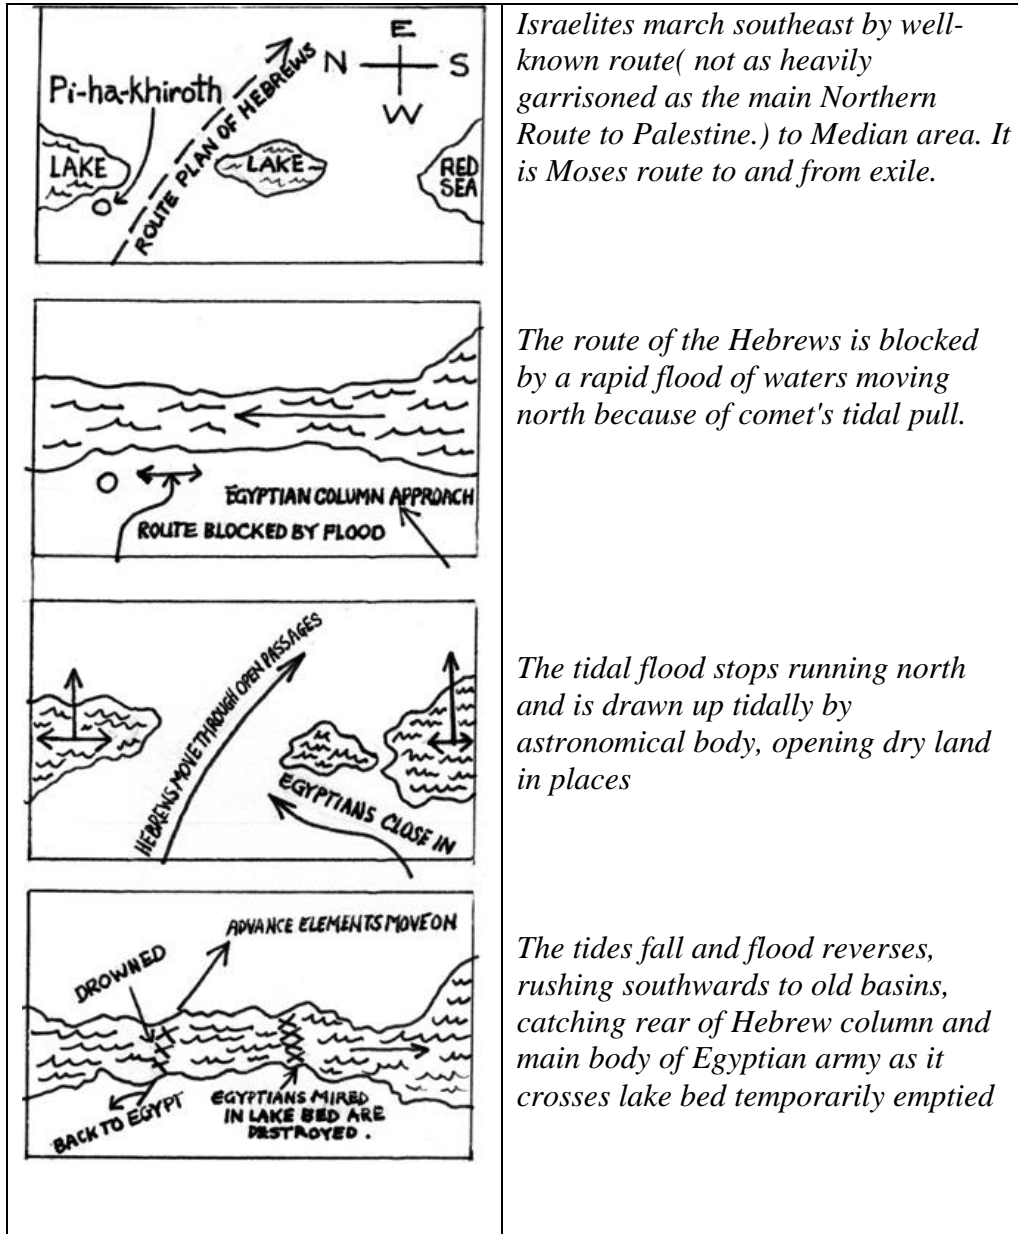 Pi-ha-khiroth
N E S W
LAKE
LAKE
RED
SEA
ROUTE PLAN OF HEBREWS
Israelites march southeast by well-
known route( not as heavily
garrisoned as the main Northern
Route to Palestine.) to Median area. It
is Moses route to and from exile.
EGYPTIAN COLUMN APPROACH
ROUTE BLOCKED BY FLOOD
The route of the Hebrews is blocked
by a rapid flood of waters moving
north because of comet's tidal pull.
HEBREWS MOVE THROUGH OPEN PASSAGES
EGYPTIANS CLOSE IN
The tidal flood stops running north
and is drawn up tidally by
astronomical body, opening dry land
in places
ADVANCE ELEMENTS MOVE ON
DROWNED
BACK TO EGYPT
EGYPTIANS MIRED
IN LAKE BED ARE
DESTROYED.
The tides fall and flood reverses,
rushing southwards to old basins,
catching rear of Hebrew column and
main body of Egyptian army as it
crosses lake bed temporarily emptied